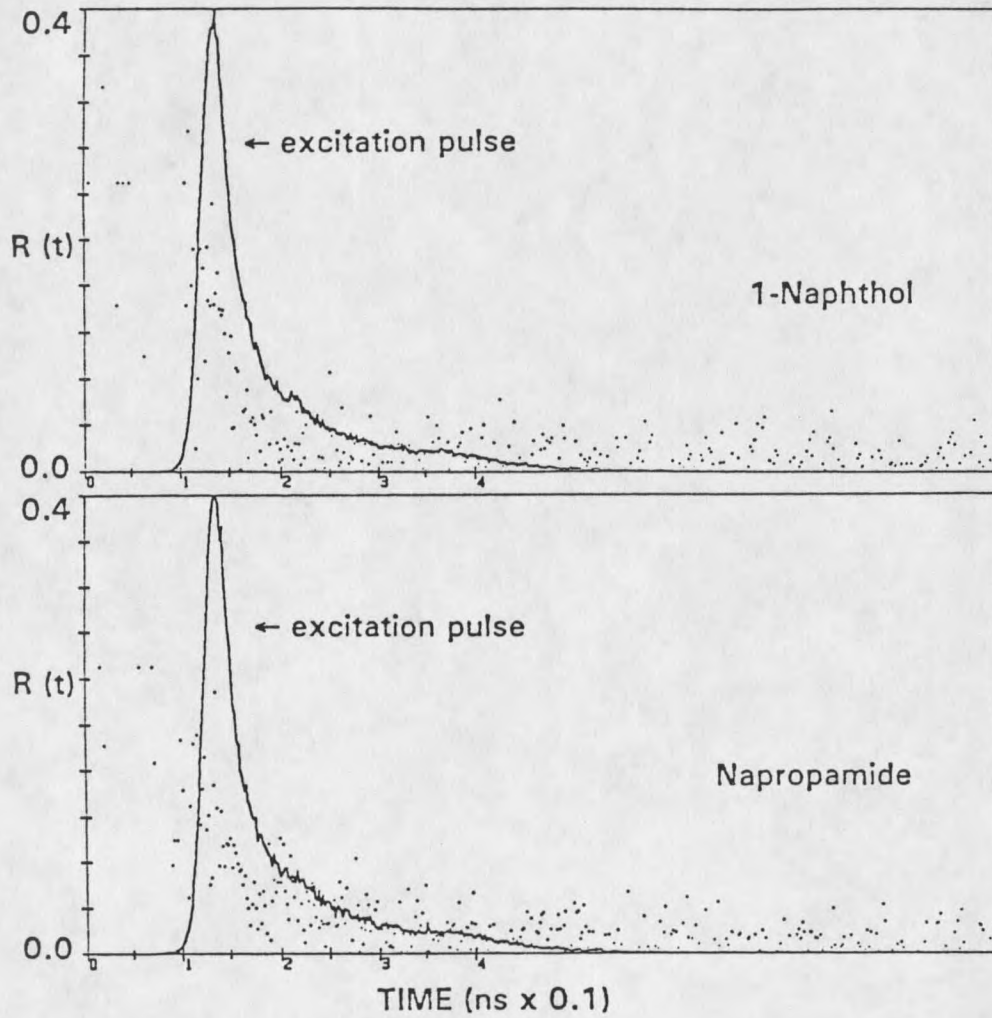 0.4
← excitation pulse
R (t)
1-Naphthol
0.0
0 1 2 3 4
0.4
← excitation pulse
R (t)
Napropamide
0.0
0 1 2 3 4
TIME (ns x 0.1)